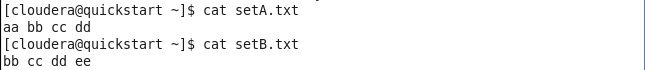 [cloudera@quickstart ~]$ cat setA.txt
aa bb cc dd
[cloudera@quickstart ~]$ cat setB.txt
bb cc dd ee